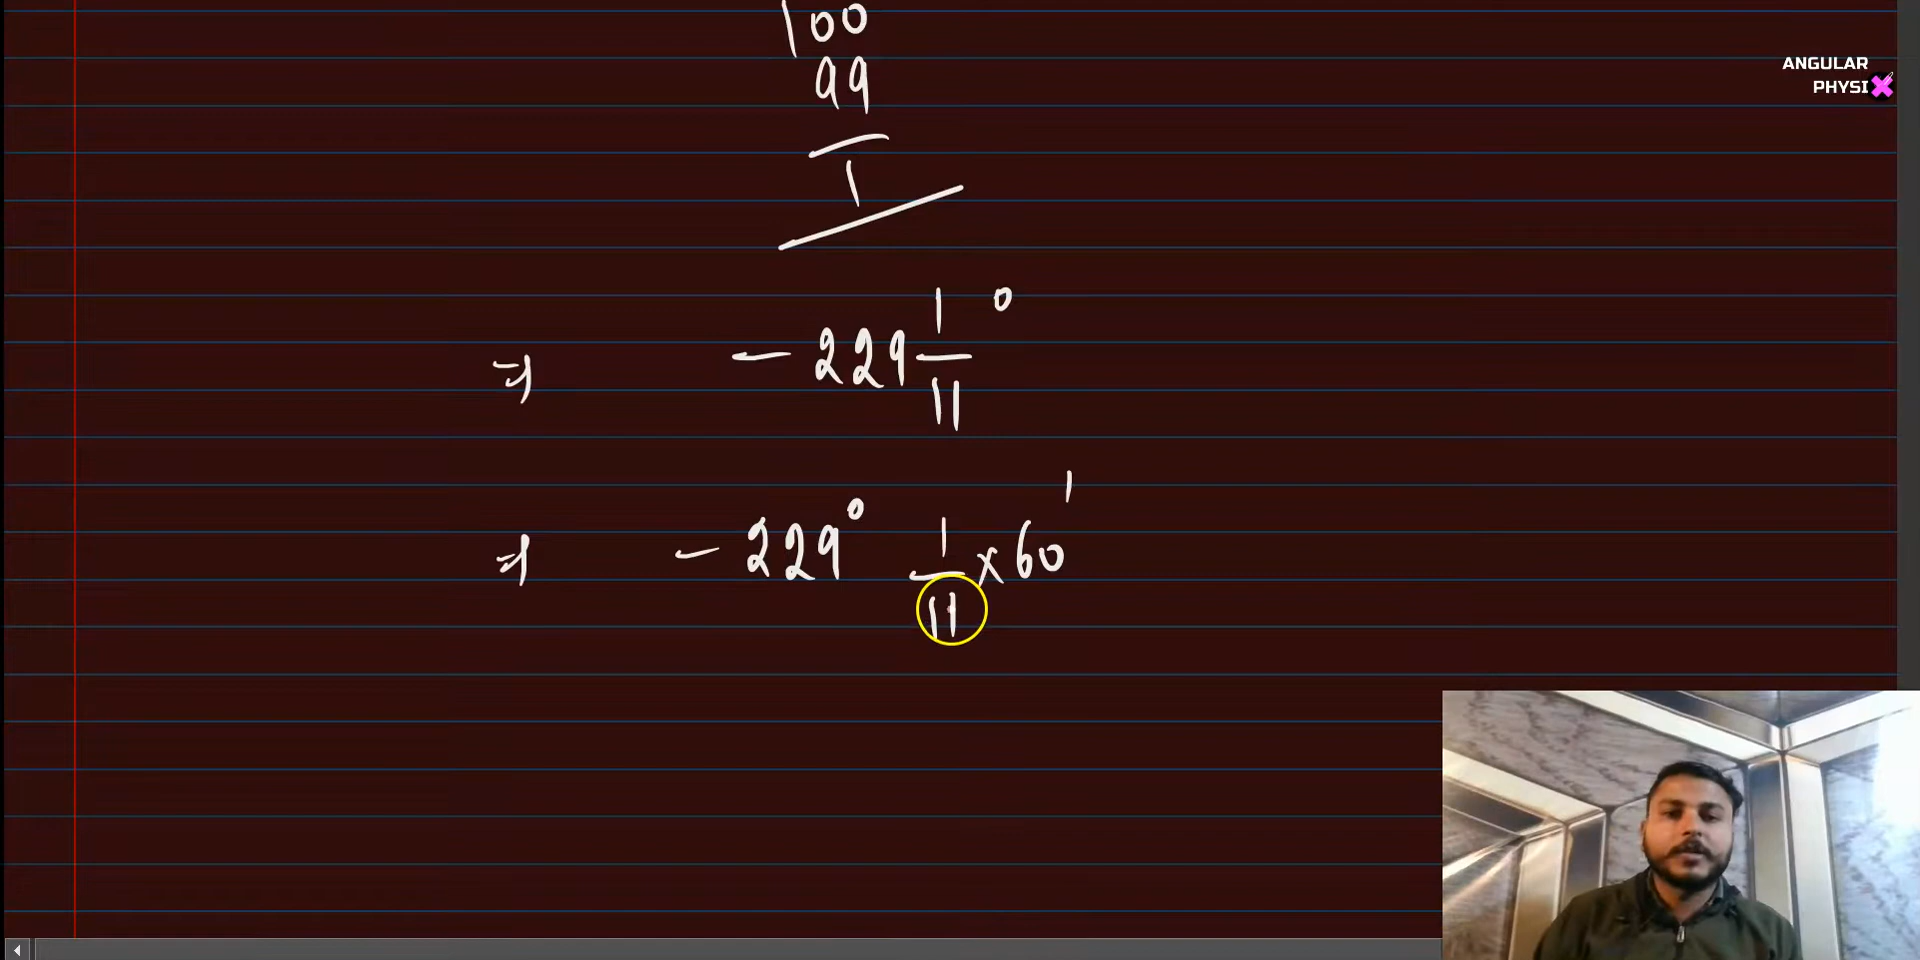 100
99
1
ANGULAR
PHYSI
⇒ - 229 1/11 °
⇒ - 229° 1/11 × 60'